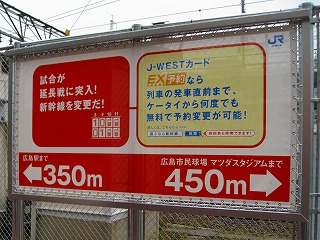 試合が
延長戦に突入!
新幹線を変更だ!
8 9 10 11
J-WESTカード
EX予約なら
列車の発車直前まで、
ケータイから何度でも
無料で予約変更が可能!
JR
広島駅まで
350m
広島市民球場 マツダスタジアムまで
450m